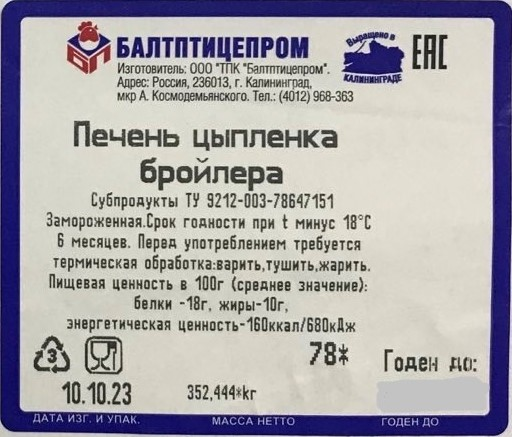 БАЛТПТИЦЕПРОМ
Изготовитель: ООО "ТПК "Балтптицепром".
Адрес: Россия, 236013, г. Калининград,
мкр А. Космодемьянского. Тел.: (4012) 968-363
Выращено в
КАЛИНИНГРАДЕ
ЕАС
Печень цыпленка
бройлера
Субпродукты ТУ 9212-003-78647151
Замороженная.Срок годности при t минус 18°С
6 месяцев. Перед употреблением требуется
термическая обработка:варить,тушить,жарить.
Пищевая ценность в 100г (среднее значение):
белки -18г, жиры-10г,
энергетическая ценность-160ккал/680кДж
3
78*
Годен до:
10.10.23
352,444*кг
ДАТА ИЗГ. И УПАК.
МАССА НЕТТО
ГОДЕН ДО